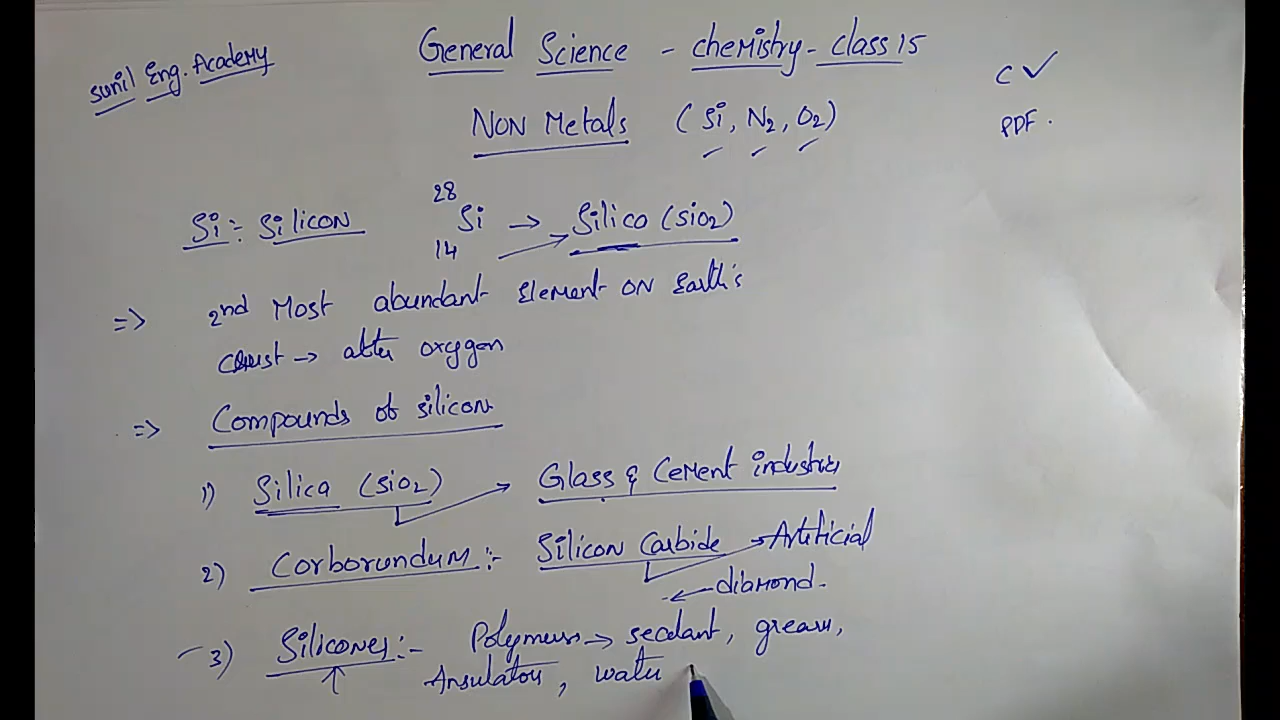 Sunil Eng. Academy
General Science - chemistry - class 15
C ✓
NON Metals (Si, N2, O2)
PDF.
Si :- Silicon 28 14 Si → Silico (SiO2)
=> 2nd Most abundant Element ON Earth's
Crust → after oxygen
=> Compounds of silicon
1) Silica (SiO2) → Glass & Cement industries
2) Corborundum :- Silicon Carbide → Artificial
← diamond.
3) Silicones :- Polymers → sealant, grease,
Insulators, water